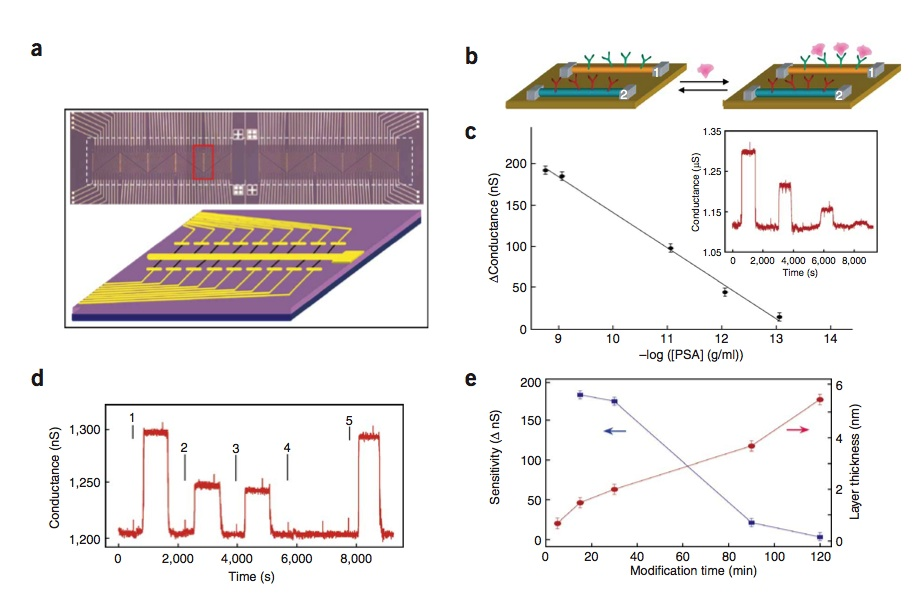 a
b
1
2
1
2
c
ΔConductance (nS)
200
150
100
50
0
9 10 11 12 13 14
–log ([PSA] (g/ml))
Conductance (µS)
1.35
1.25
1.15
1.05
0 2,000 4,000 6,000 8,000
Time (s)
d
Conductance (nS)
1,300
1,250
1,200
1
2
3
4
5
0 2,000 4,000 6,000 8,000
Time (s)
e
Sensitivity (Δ nS)
200
150
100
50
0
6
4
2
0
Layer thickness (nm)
0 20 40 60 80 100 120
Modification time (min)